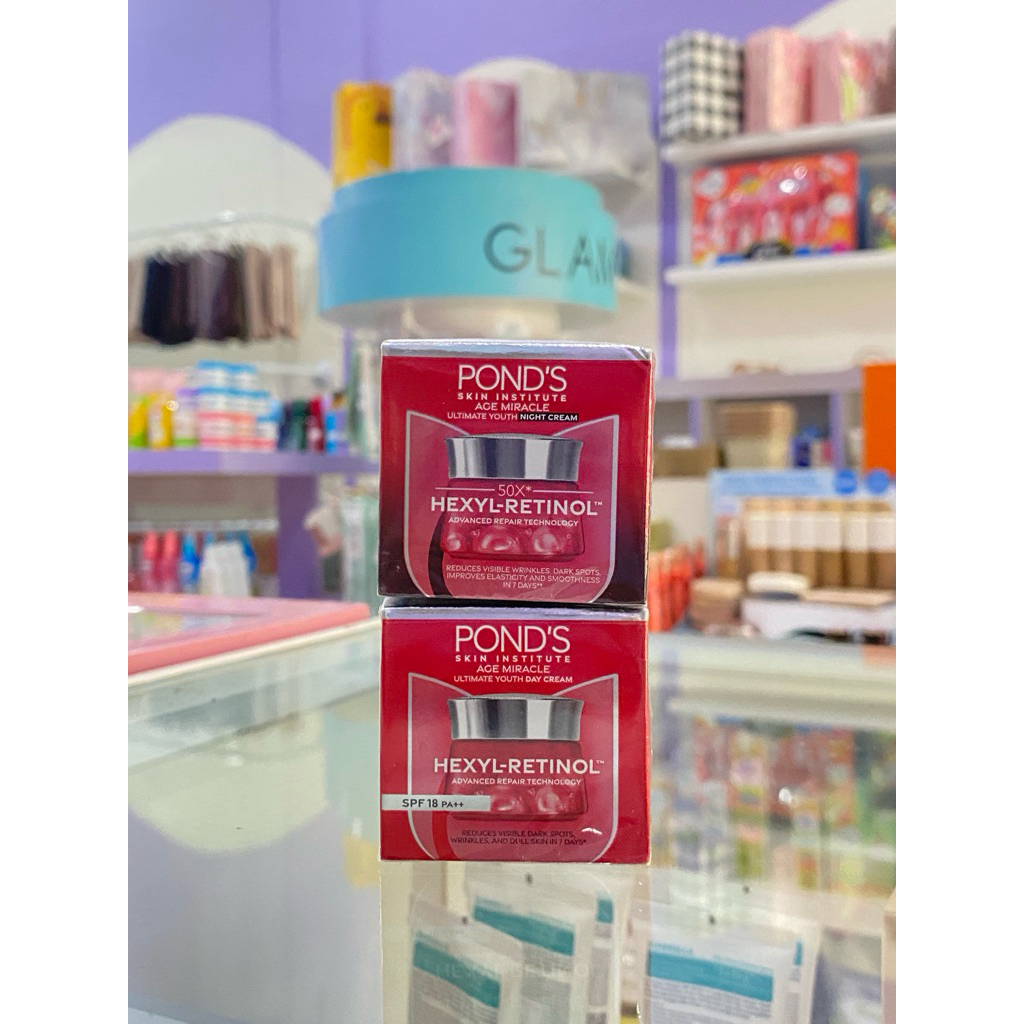 GLAM
POND'S
SKIN INSTITUTE
AGE MIRACLE
ULTIMATE YOUTH NIGHT CREAM
50X*
HEXYL-RETINOL™
ADVANCED REPAIR TECHNOLOGY
REDUCES VISIBLE WRINKLES, DARK SPOTS,
IMPROVES ELASTICITY AND SMOOTHNESS
IN 7 DAYS**
POND'S
SKIN INSTITUTE
AGE MIRACLE
ULTIMATE YOUTH DAY CREAM
HEXYL-RETINOL™
ADVANCED REPAIR TECHNOLOGY
SPF 18 PA++
REDUCES VISIBLE DARK SPOTS,
WRINKLES, AND DULL SKIN IN 7 DAYS*